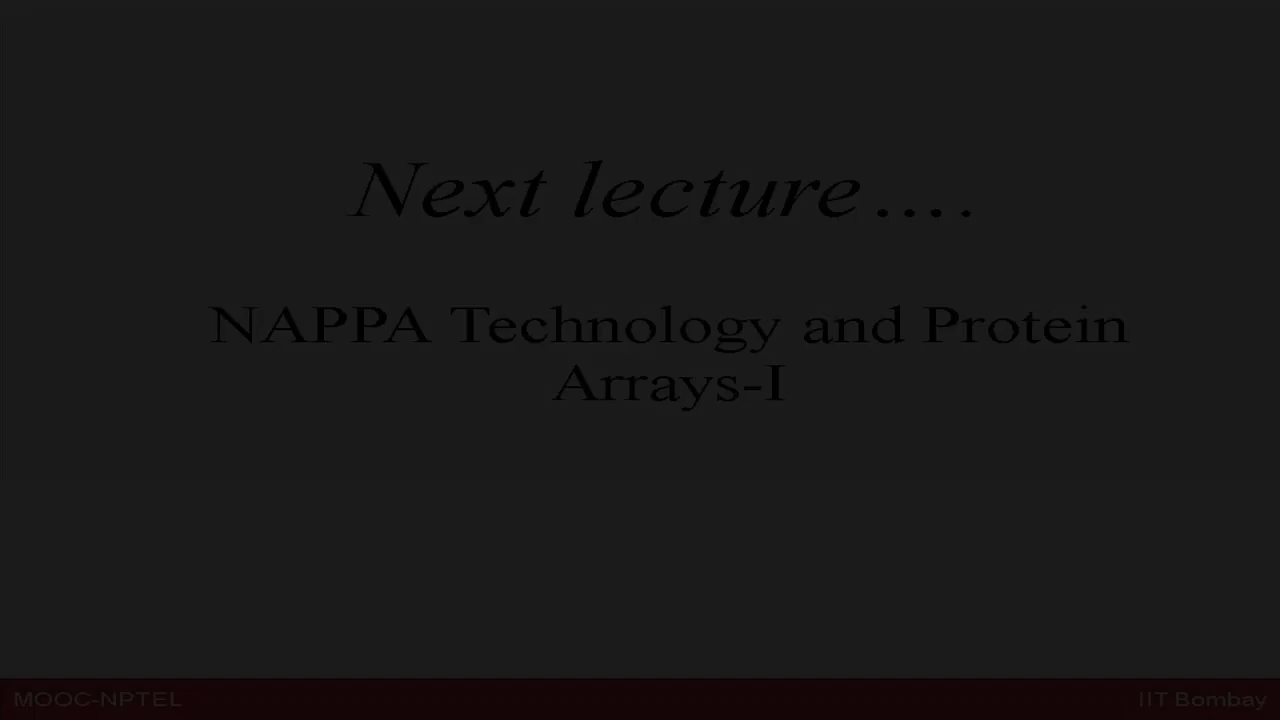 Next lecture....
NAPPA Technology and Protein
Arrays-I
MOOC-NPTEL
IIT Bombay